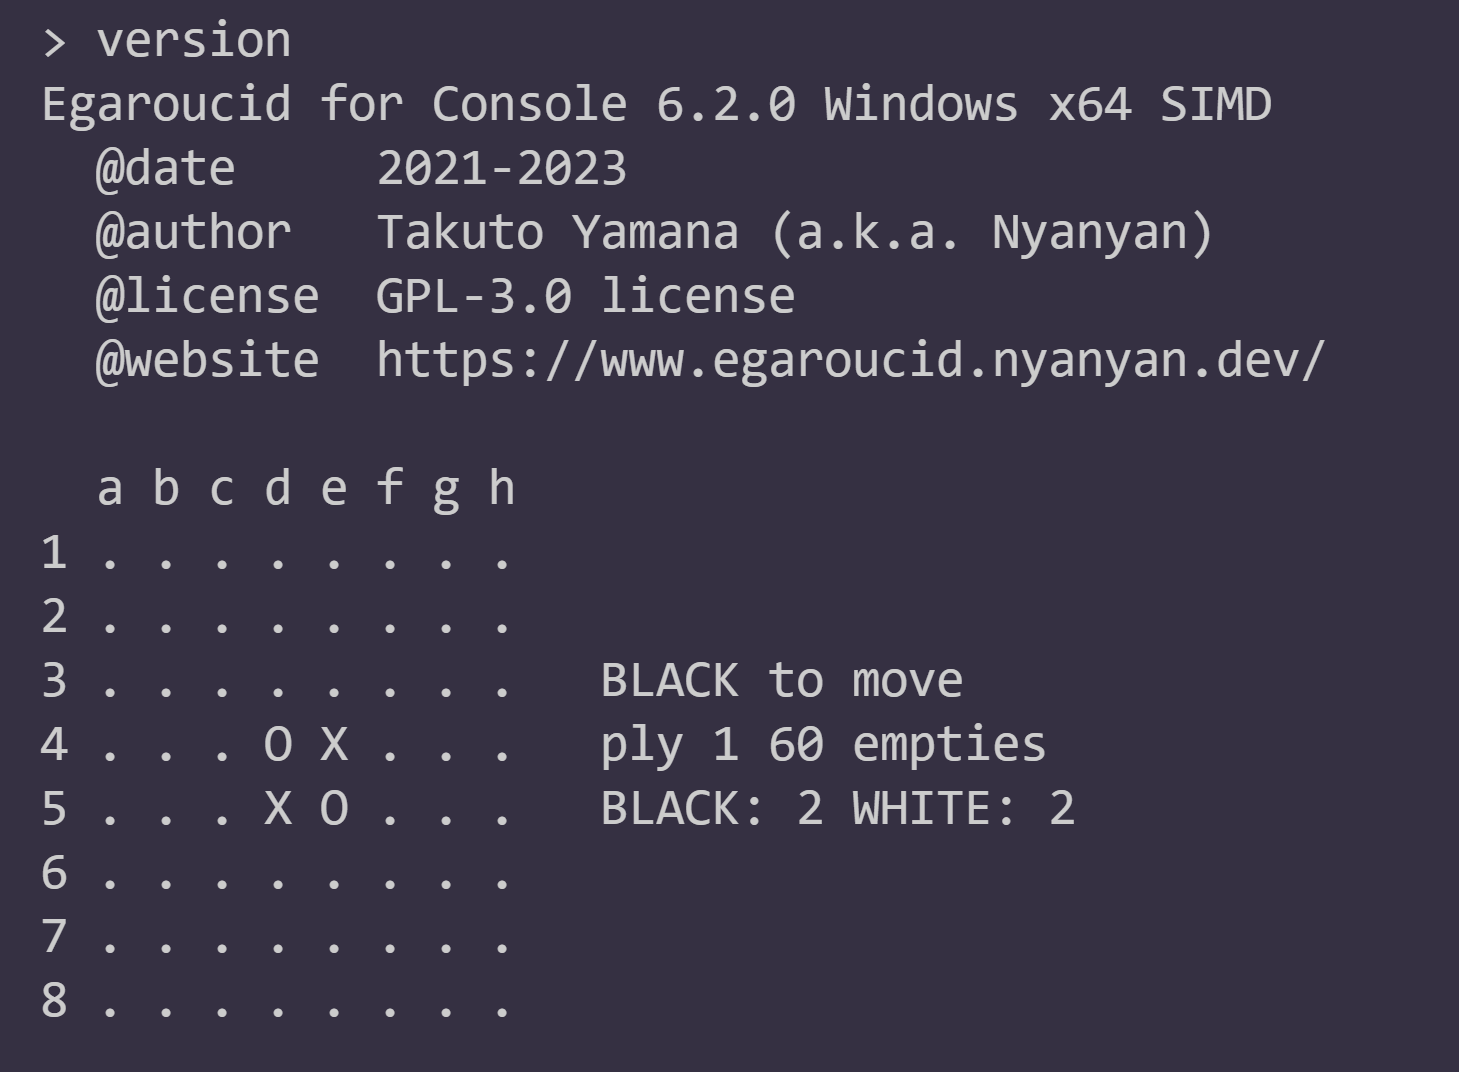 > version
Egaroucid for Console 6.2.0 Windows x64 SIMD
  @date     2021-2023
  @author   Takuto Yamana (a.k.a. Nyanyan)
  @license  GPL-3.0 license
  @website  https://www.egaroucid.nyanyan.dev/

  a b c d e f g h
1 . . . . . . . .
2 . . . . . . . .
3 . . . . . . . .   BLACK to move
4 . . . O X . . .   ply 1 60 empties
5 . . . X O . . .   BLACK: 2 WHITE: 2
6 . . . . . . . .
7 . . . . . . . .
8 . . . . . . . .